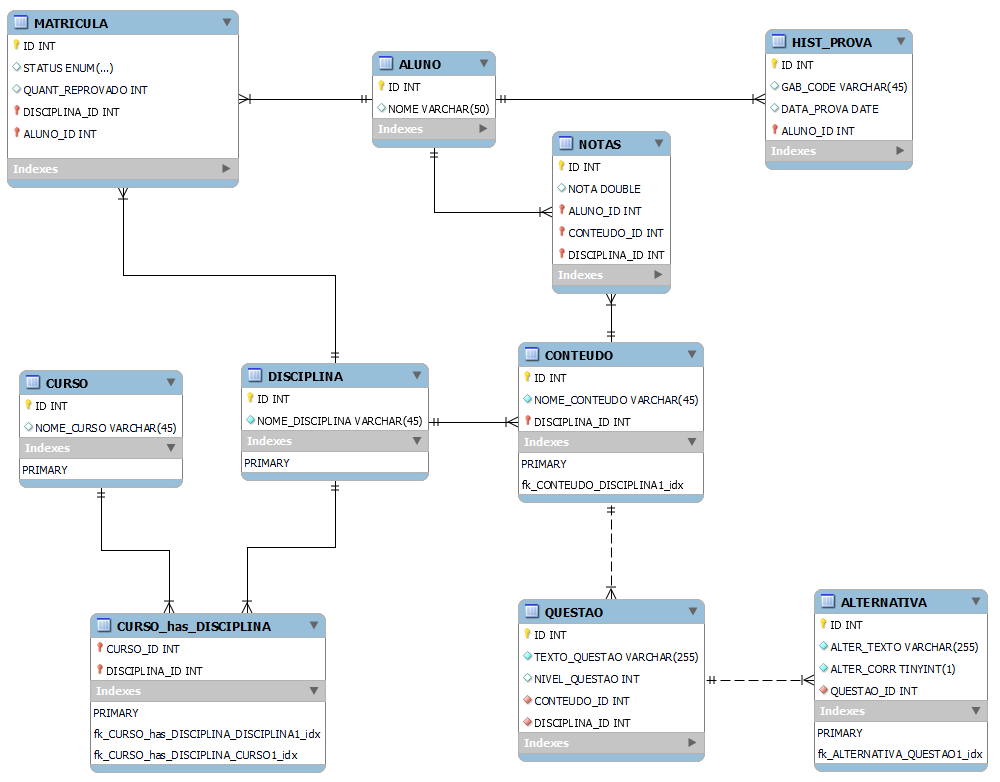 MATRICULA
ID INT
STATUS ENUM(...)
QUANT_REPROVADO INT
DISCIPLINA_ID INT
ALUNO_ID INT
Indexes
ALUNO
ID INT
NOME VARCHAR(50)
Indexes
HIST_PROVA
ID INT
GAB_CODE VARCHAR(45)
DATA_PROVA DATE
ALUNO_ID INT
Indexes
NOTAS
ID INT
NOTA DOUBLE
ALUNO_ID INT
CONTEUDO_ID INT
DISCIPLINA_ID INT
Indexes
CURSO
ID INT
NOME_CURSO VARCHAR(45)
Indexes
PRIMARY
DISCIPLINA
ID INT
NOME_DISCIPLINA VARCHAR(45)
Indexes
PRIMARY
CONTEUDO
ID INT
NOME_CONTEUDO VARCHAR(45)
DISCIPLINA_ID INT
Indexes
PRIMARY
fk_CONTEUDO_DISCIPLINA1_idx
CURSO_has_DISCIPLINA
CURSO_ID INT
DISCIPLINA_ID INT
Indexes
PRIMARY
fk_CURSO_has_DISCIPLINA_DISCIPLINA1_idx
fk_CURSO_has_DISCIPLINA_CURSO1_idx
QUESTAO
ID INT
TEXTO_QUESTAO VARCHAR(255)
NIVEL_QUESTAO INT
CONTEUDO_ID INT
DISCIPLINA_ID INT
Indexes
ALTERNATIVA
ID INT
ALTER_TEXTO VARCHAR(255)
ALTER_CORR TINYINT(1)
QUESTAO_ID INT
Indexes
PRIMARY
fk_ALTERNATIVA_QUESTAO1_idx